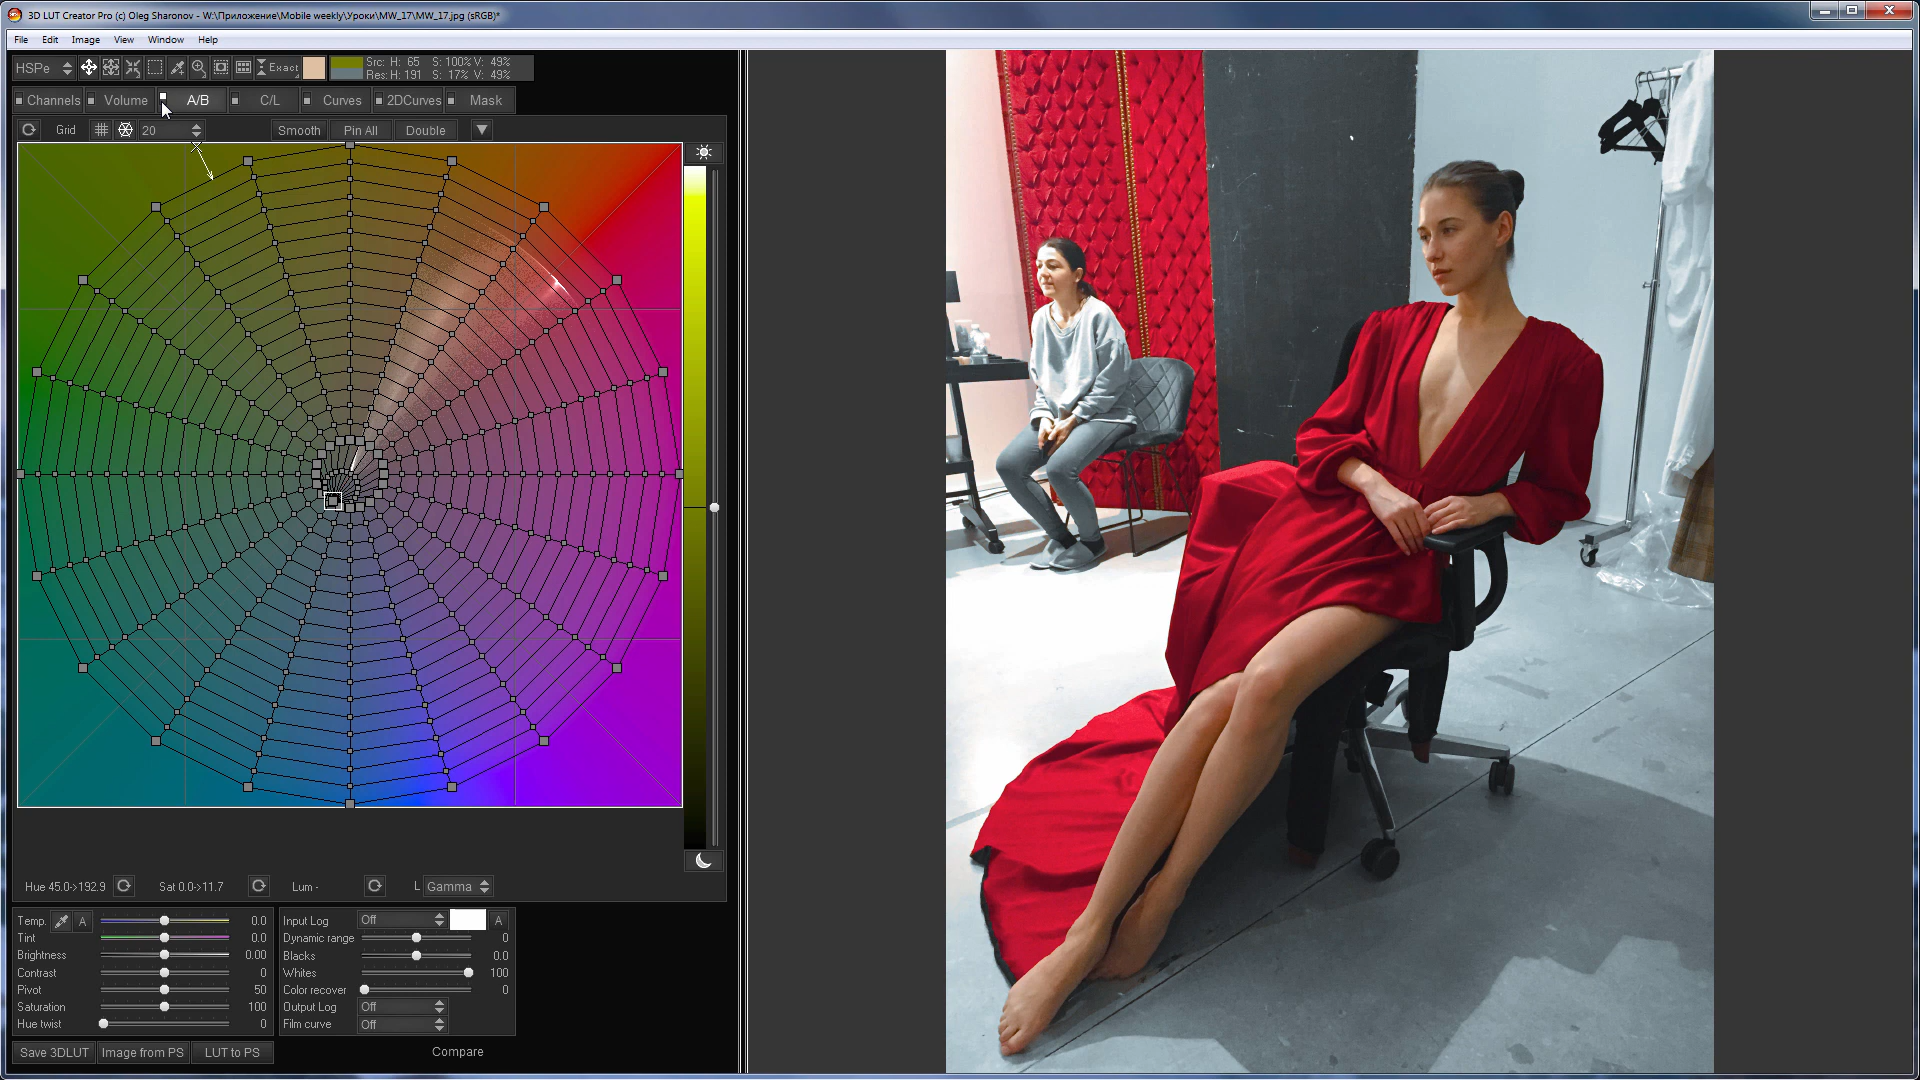 3D LUT Creator Pro (c) Oleg Sharonov - W:\Приложение\Mobile weekly\Уроки\MW_17\MW_17.jpg (sRGB)*
File Edit Image View Window Help
HSPe Exact Src: H: 65 S: 100% V: 49%
Res: H: 191 S: 17% V: 49%
Channels Volume A/B C/L Curves 2DCurves Mask
Grid 20 Smooth Pin All Double
Hue 45.0->192.9 Sat 0.0->11.7 Lum - L Gamma
Temp. A 0.0
Tint 0.0
Brightness 0.00
Contrast 0
Pivot 50
Saturation 100
Hue twist 0
Input Log Off A
Dynamic range 0
Blacks 0.0
Whites 100
Color recover 0
Output Log Off
Film curve Off
Save 3DLUT Image from PS LUT to PS Compare